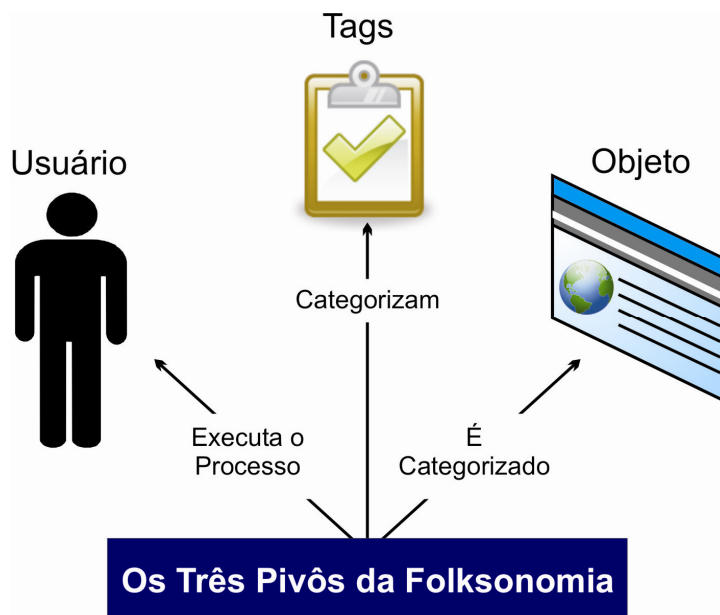 Tags
Usuário
Objeto
Categorizam
Executa o
Processo
É
Categorizado
Os Três Pivôs da Folksonomia